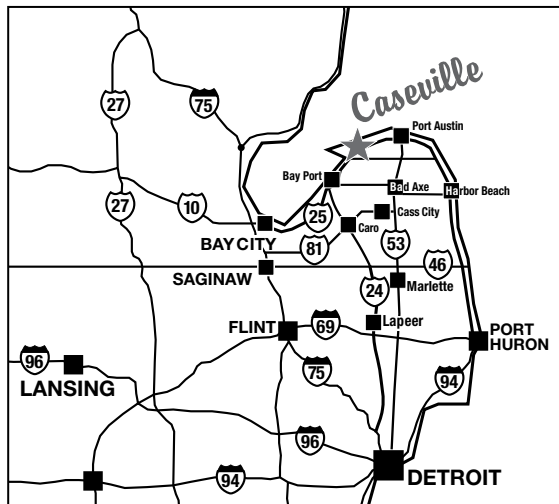 Caseville
27
75
Port Austin
Bay Port
Bad Axe
Harbor Beach
27
10
25
Cass City
BAY CITY
81
Caro
53
46
SAGINAW
24
Marlette
FLINT
69
Lapeer
PORT
HURON
96
LANSING
75
94
96
94
DETROIT